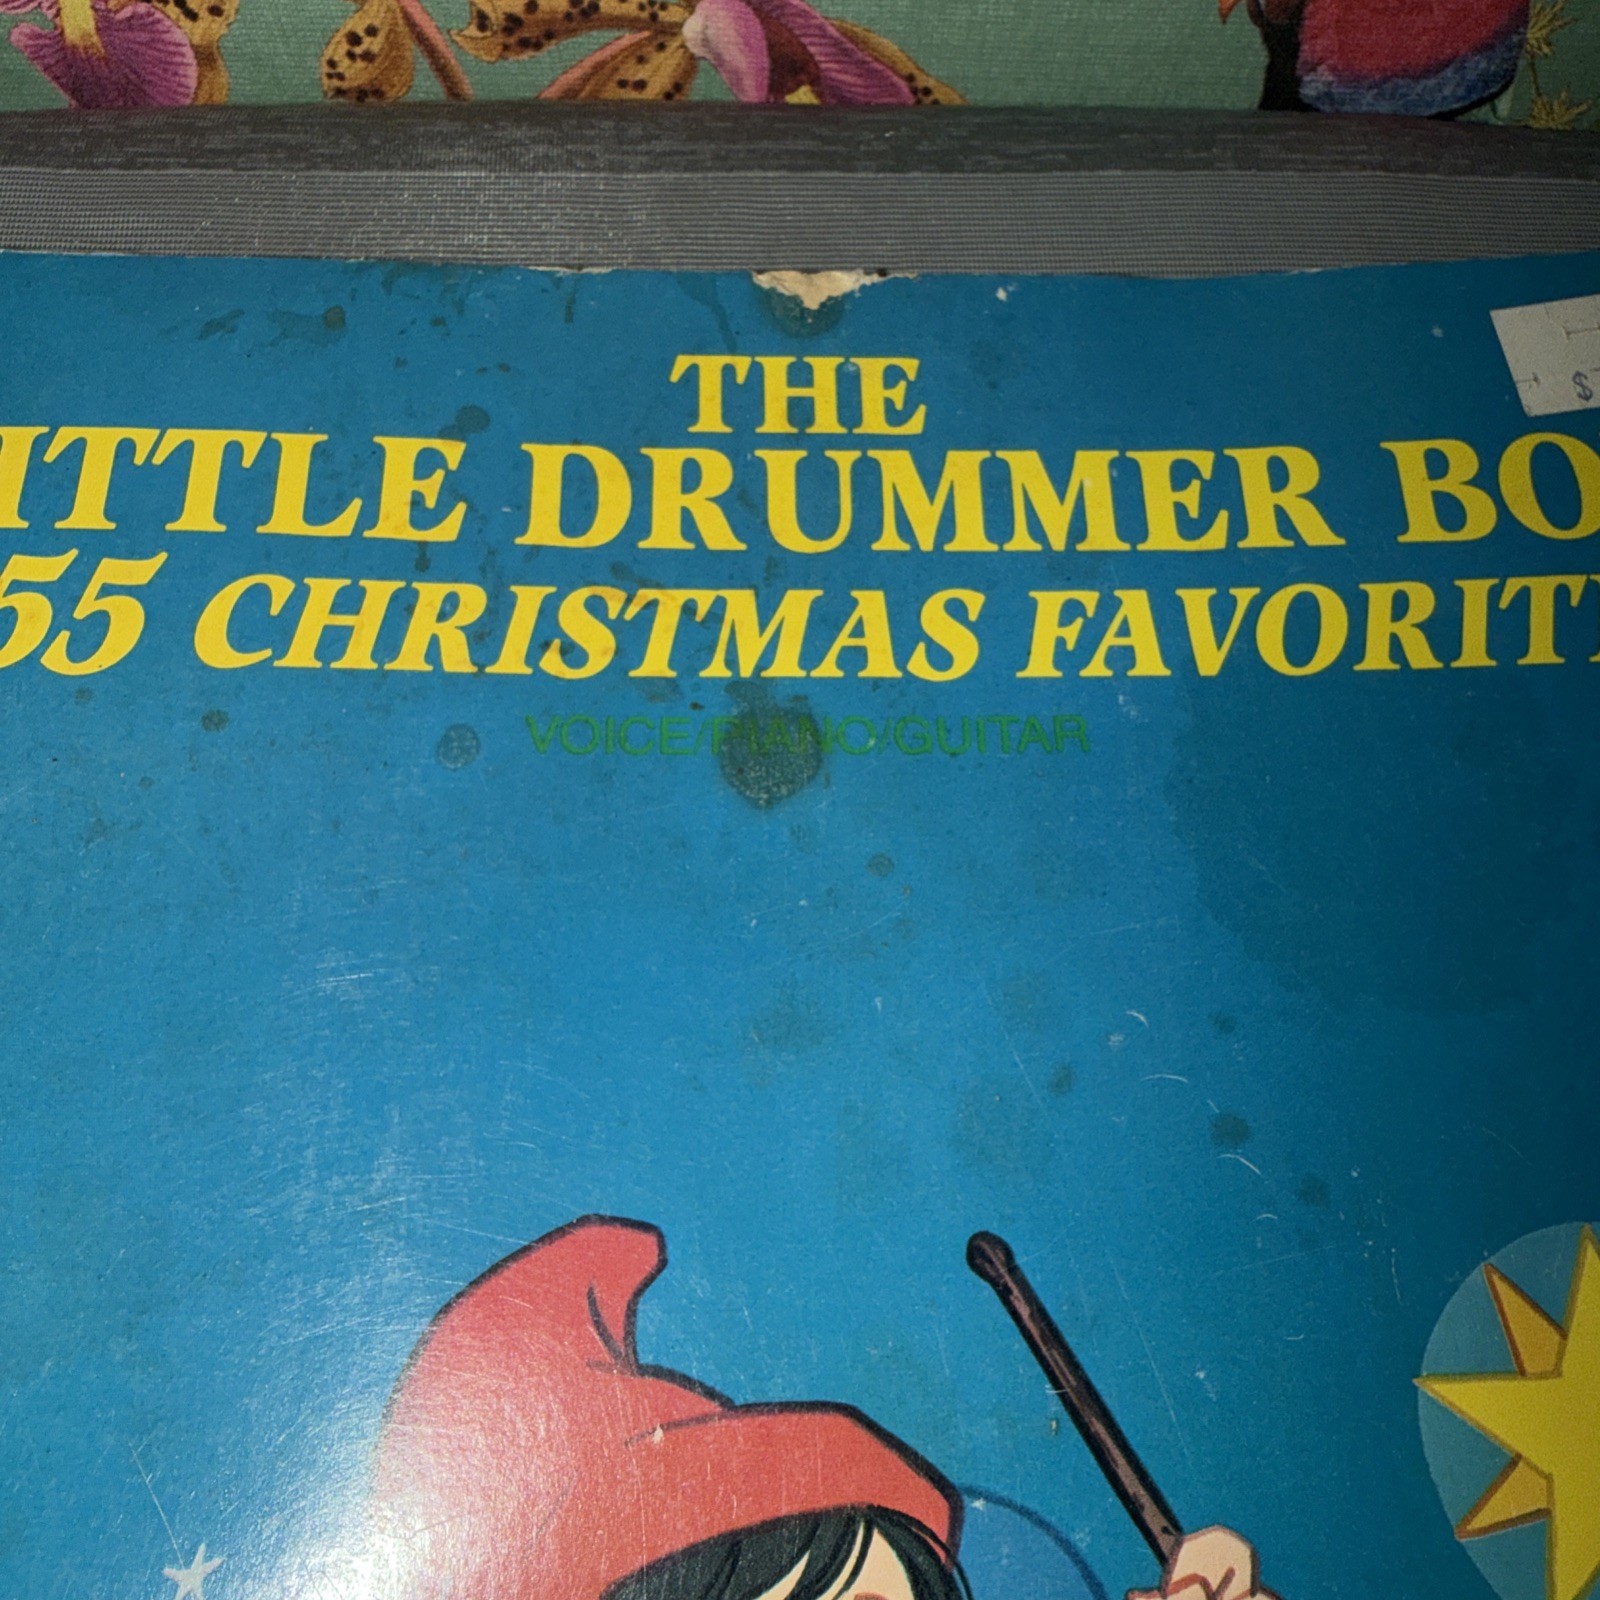 THE
ITTLE DRUMMER BO
55 CHRISTMAS FAVORIT
VOICE/PIANO/GUITAR
$